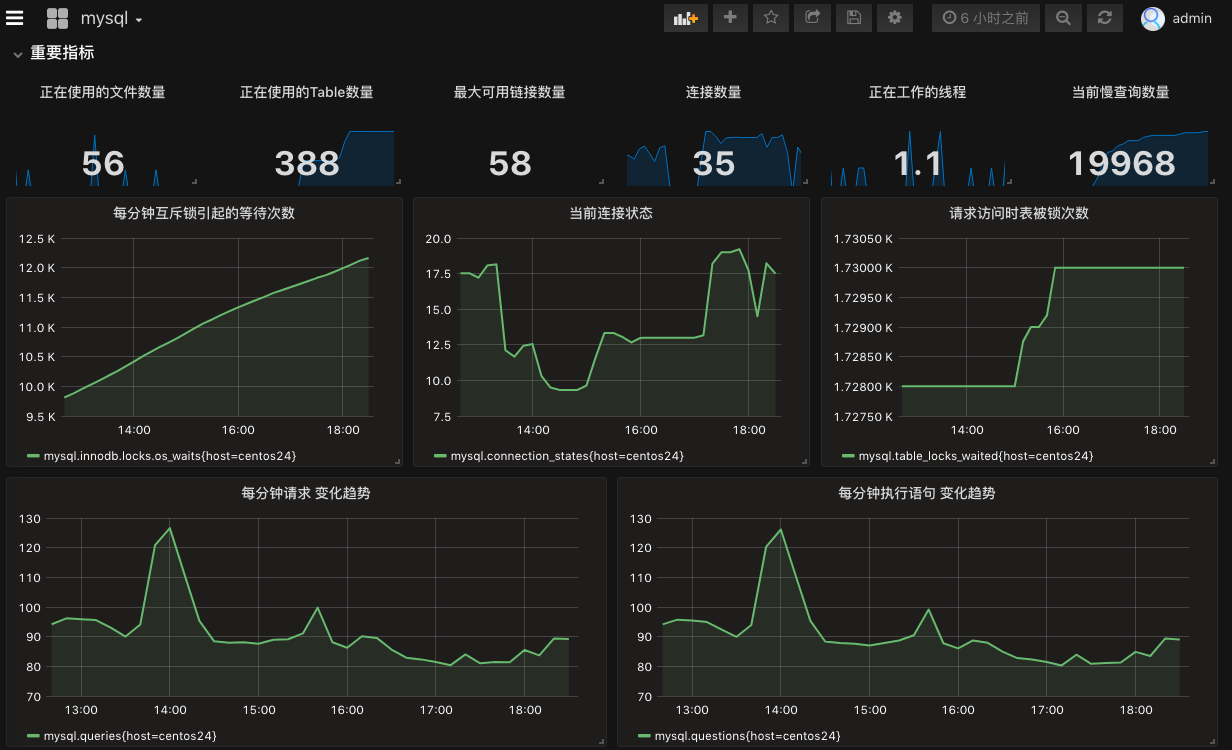 mysql
6 小时之前
admin
重要指标
正在使用的文件数量
正在使用的Table数量
最大可用链接数量
连接数量
正在工作的线程
当前慢查询数量
56
388
58
35
1.1
19968
每分钟互斥锁引起的等待次数
12.5 K
12.0 K
11.5 K
11.0 K
10.5 K
10.0 K
9.5 K
14:00 16:00 18:00
mysql.innodb.locks.os_waits{host=centos24}
当前连接状态
20.0
17.5
15.0
12.5
10.0
7.5
14:00 16:00 18:00
mysql.connection_states{host=centos24}
请求访问时表被锁次数
1.73050 K
1.73000 K
1.72950 K
1.72900 K
1.72850 K
1.72800 K
1.72750 K
14:00 16:00 18:00
mysql.table_locks_waited{host=centos24}
每分钟请求 变化趋势
130
120
110
100
90
80
70
13:00 14:00 15:00 16:00 17:00 18:00
mysql.queries{host=centos24}
每分钟执行语句 变化趋势
130
120
110
100
90
80
70
13:00 14:00 15:00 16:00 17:00 18:00
mysql.questions{host=centos24}